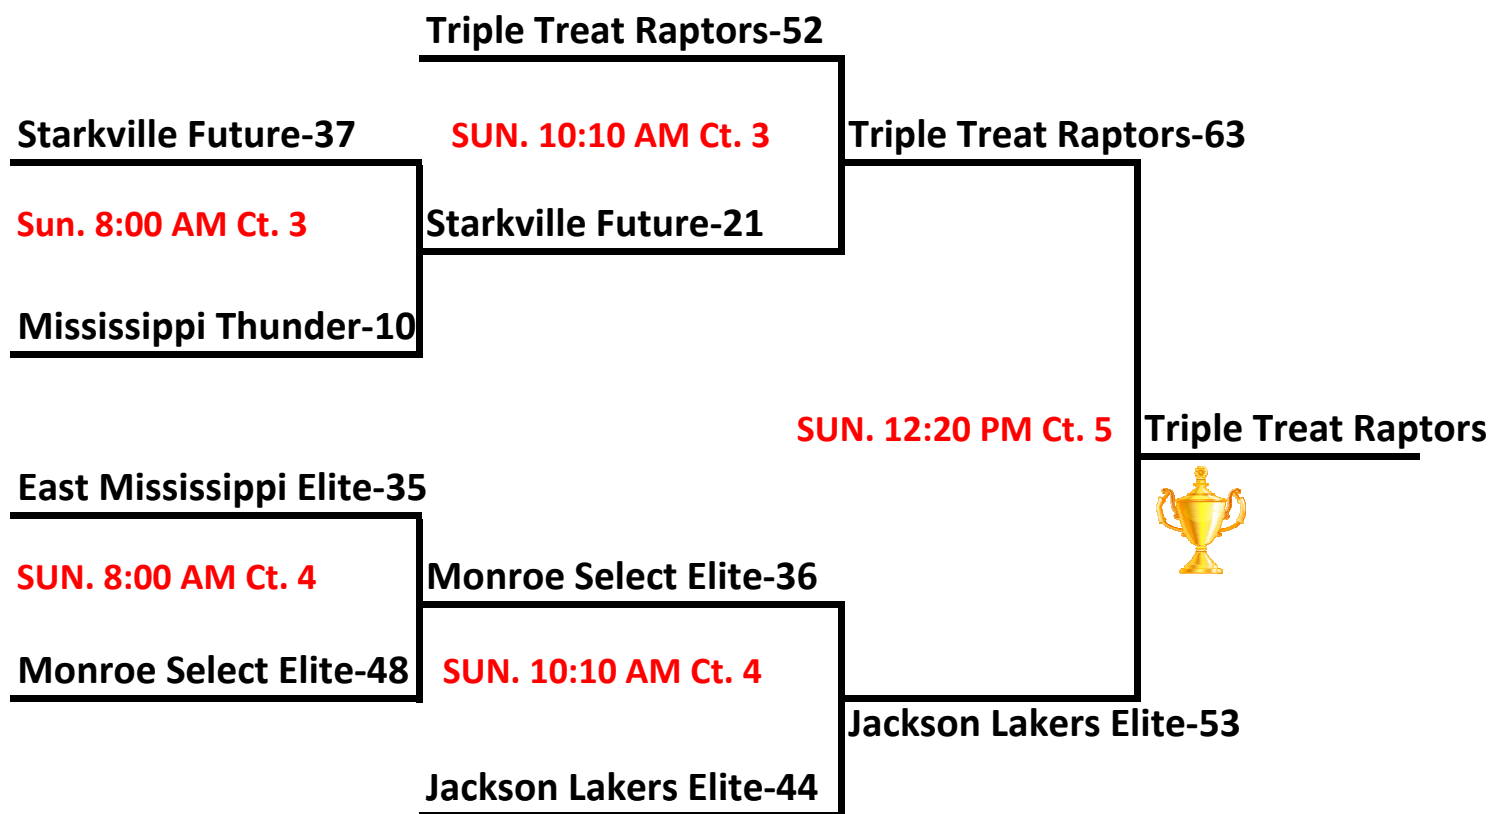 Triple Treat Raptors-52
Starkville Future-37
SUN. 10:10 AM Ct. 3
Triple Treat Raptors-63
Sun. 8:00 AM Ct. 3
Starkville Future-21
Mississippi Thunder-10
SUN. 12:20 PM Ct. 5
Triple Treat Raptors
East Mississippi Elite-35
SUN. 8:00 AM Ct. 4
Monroe Select Elite-36
Monroe Select Elite-48
SUN. 10:10 AM Ct. 4
Jackson Lakers Elite-53
Jackson Lakers Elite-44